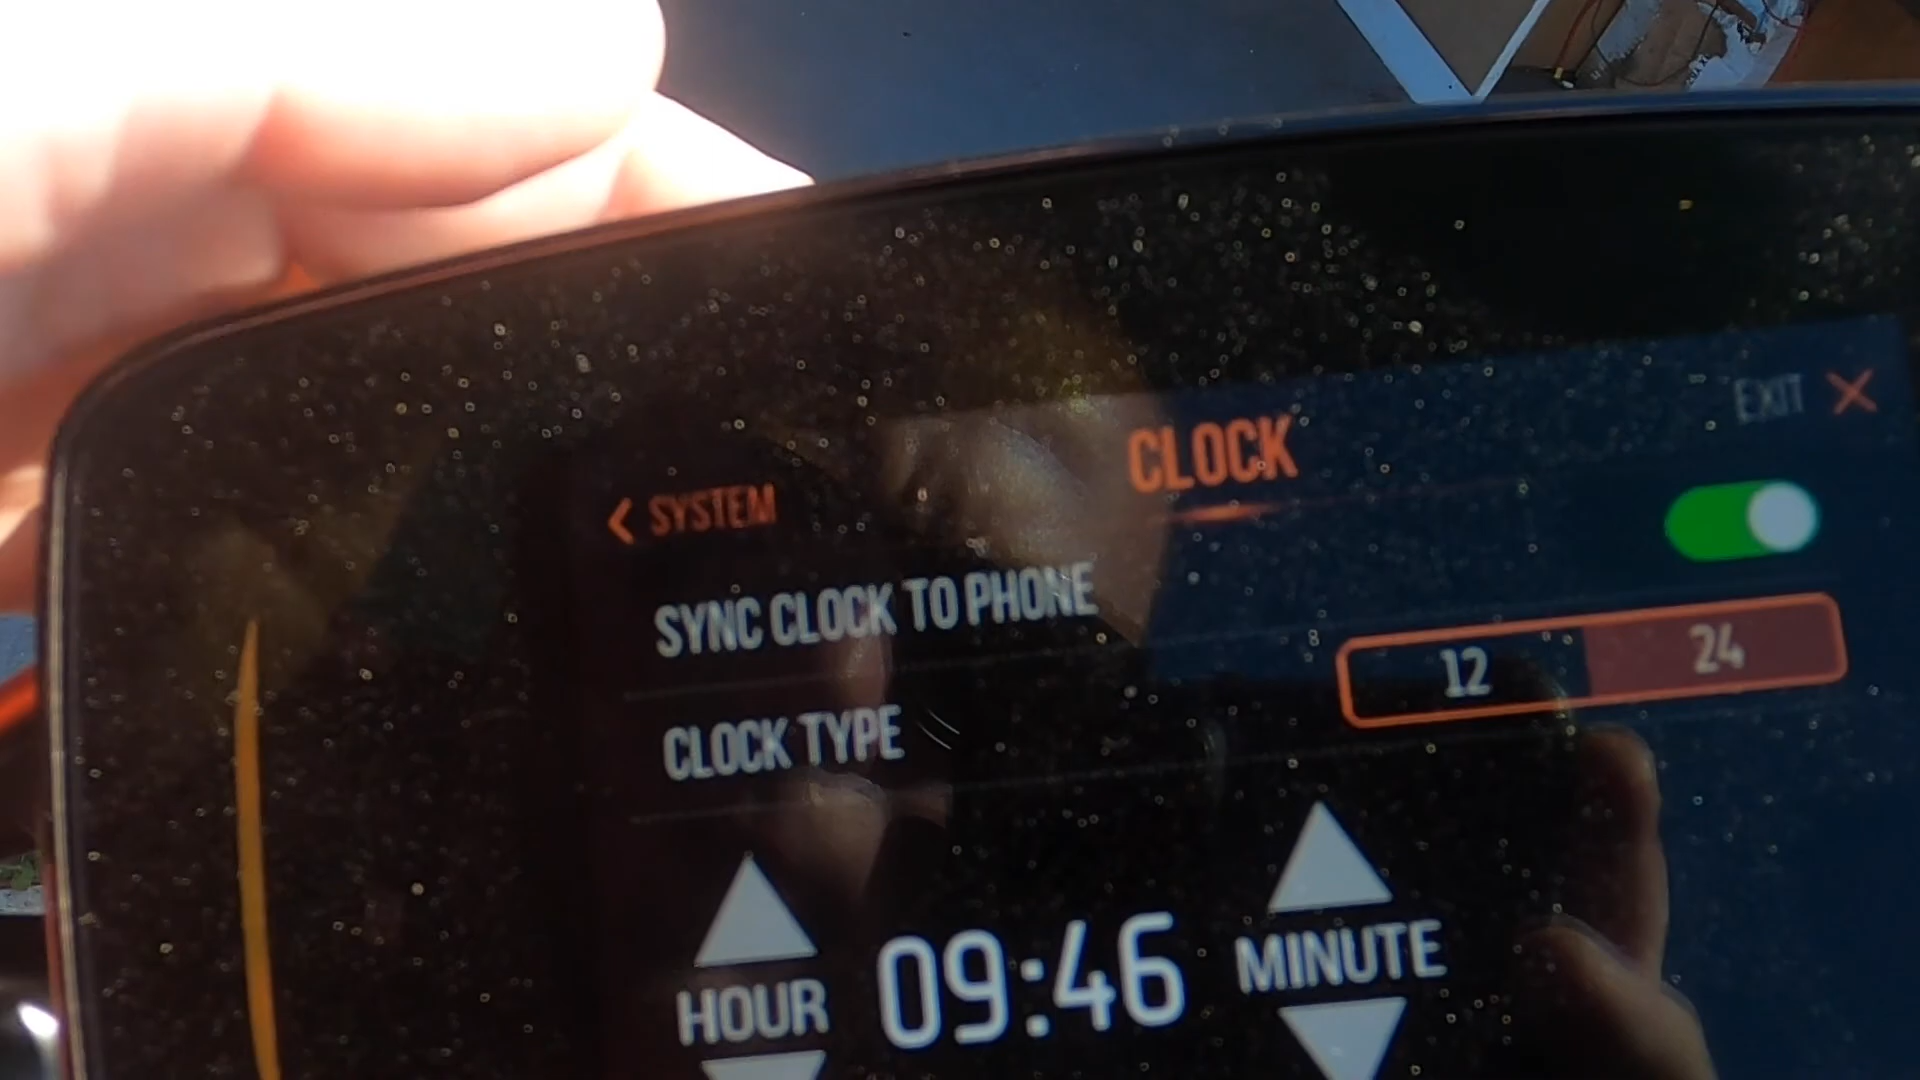 EXIT
CLOCK
SYSTEM
SYNC CLOCK TO PHONE
12 24
CLOCK TYPE
HOUR 09:46 MINUTE